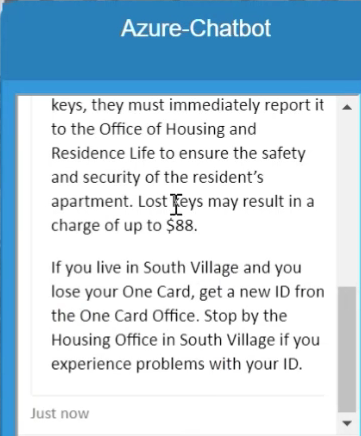 Azure-Chatbot
keys, they must immediately report it
to the Office of Housing and
Residence Life to ensure the safety
and security of the resident’s
apartment. Lost keys may result in a
charge of up to $88.
If you live in South Village and you
lose your One Card, get a new ID fron
the One Card Office. Stop by the
Housing Office in South Village if you
experience problems with your ID.
Just now